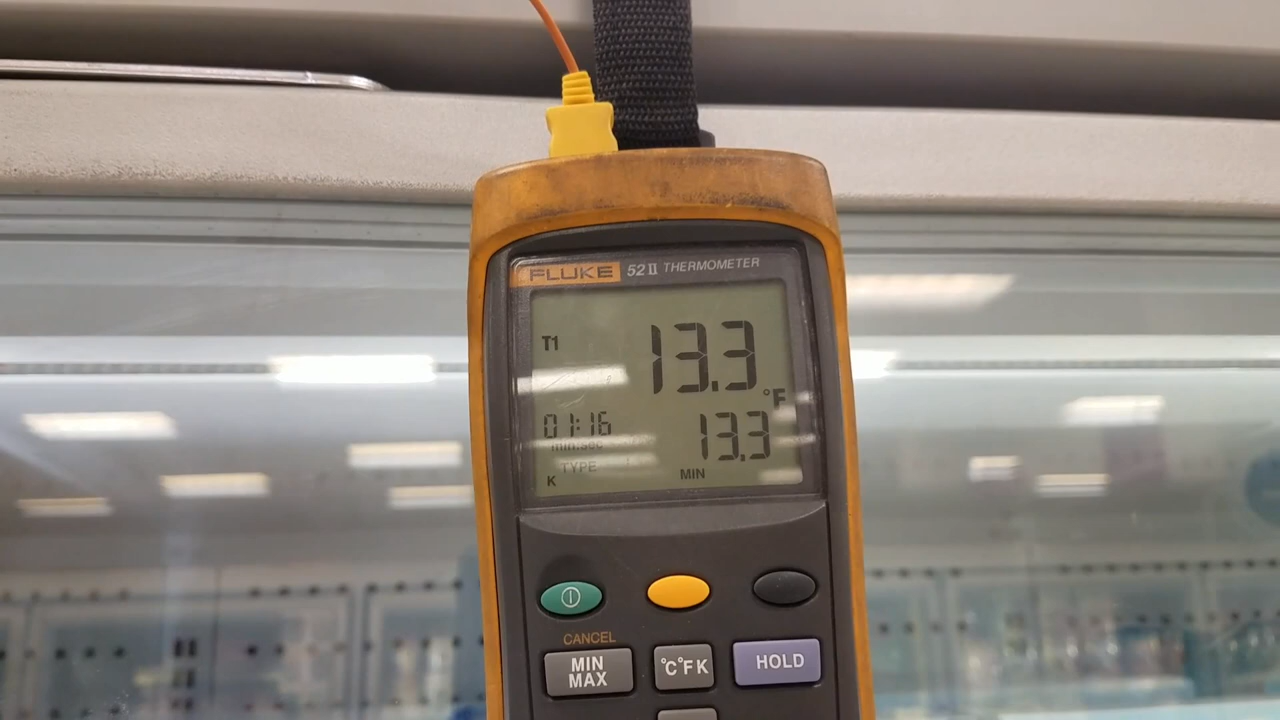 FLUKE 52 II THERMOMETER
T1 13.3 °F
01:16 13.3
min:sec
TYPE MIN
K
CANCEL
MIN MAX °C°F K HOLD